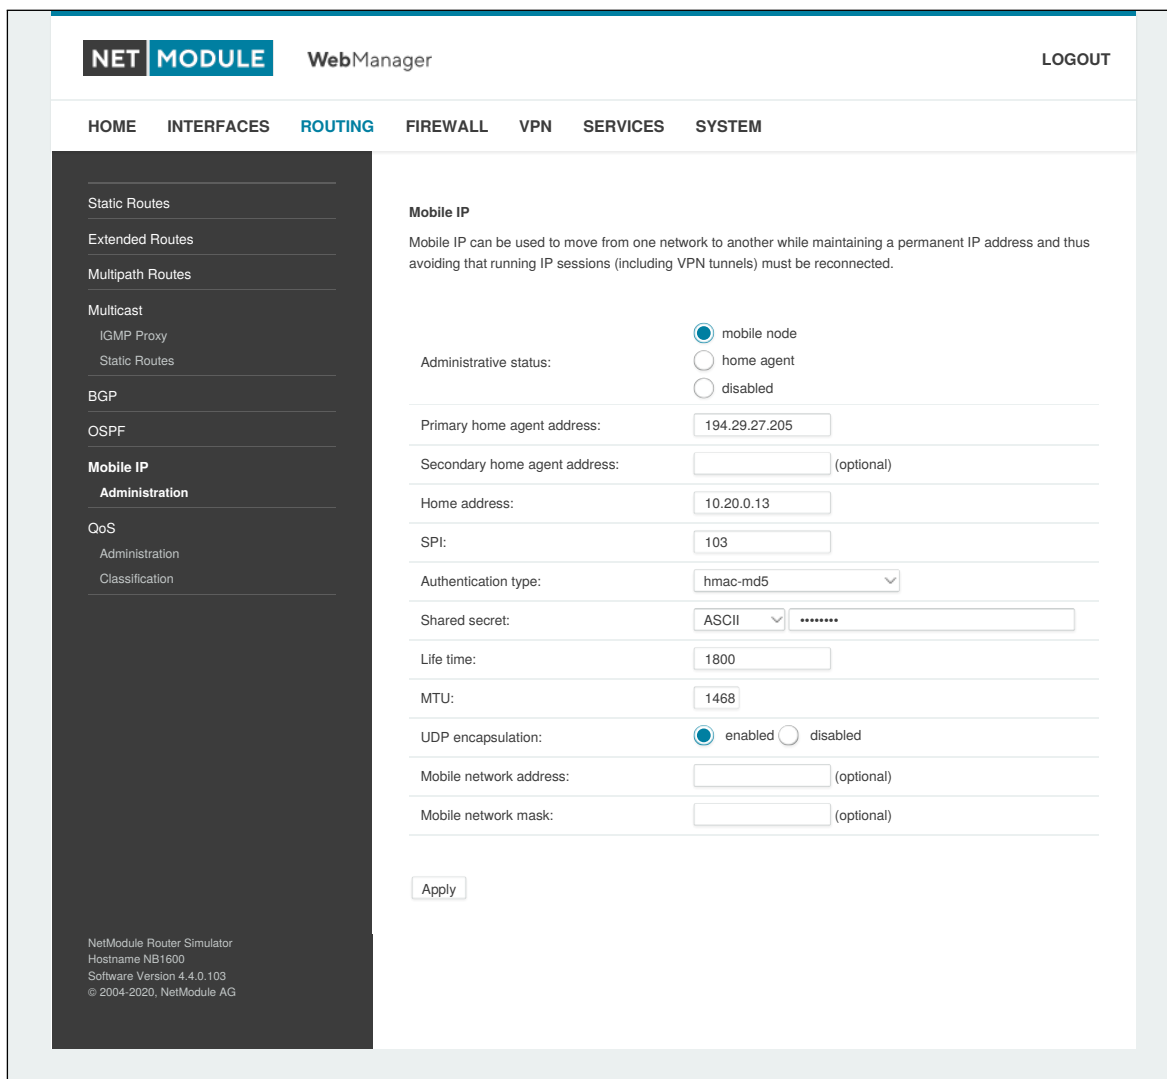 NET MODULE WebManager LOGOUT
HOME INTERFACES ROUTING FIREWALL VPN SERVICES SYSTEM
Static Routes
Extended Routes
Multipath Routes
Multicast
IGMP Proxy
Static Routes
BGP
OSPF
Mobile IP
Administration
QoS
Administration
Classification
NetModule Router Simulator
Hostname NB1600
Software Version 4.4.0.103
© 2004-2020, NetModule AG
Mobile IP
Mobile IP can be used to move from one network to another while maintaining a permanent IP address and thus
avoiding that running IP sessions (including VPN tunnels) must be reconnected.
Administrative status:
mobile node
home agent
disabled
Primary home agent address: 194.29.27.205
Secondary home agent address: (optional)
Home address: 10.20.0.13
SPI: 103
Authentication type: hmac-md5
Shared secret: ASCII ••••••••
Life time: 1800
MTU: 1468
UDP encapsulation: enabled disabled
Mobile network address: (optional)
Mobile network mask: (optional)
Apply